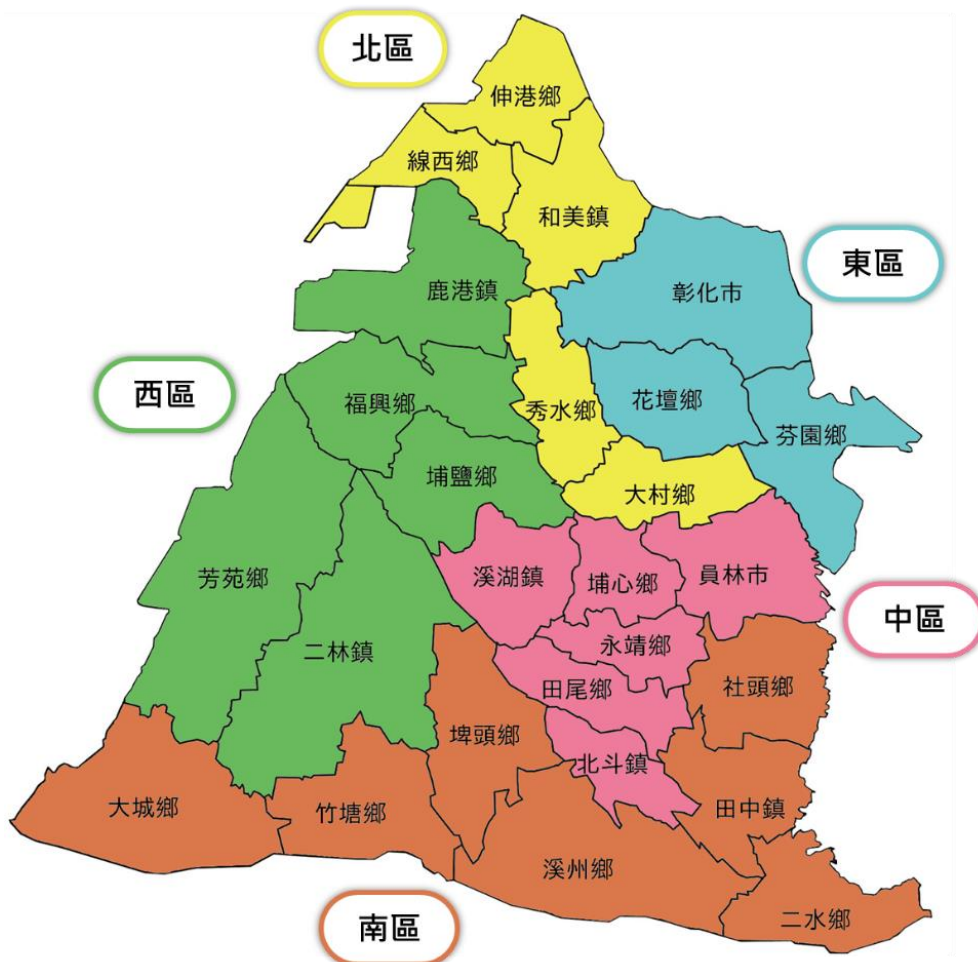 北區
伸港鄉
線西鄉
和美鎮
東區
彰化市
鹿港鎮
西區
福興鄉
秀水鄉
花壇鄉
芬園鄉
埔鹽鄉
大村鄉
芳苑鄉
溪湖鎮
埔心鄉
員林市
中區
二林鎮
永靖鄉
田尾鄉
社頭鄉
埤頭鄉
北斗鎮
大城鄉
竹塘鄉
田中鎮
溪州鄉
二水鄉
南區